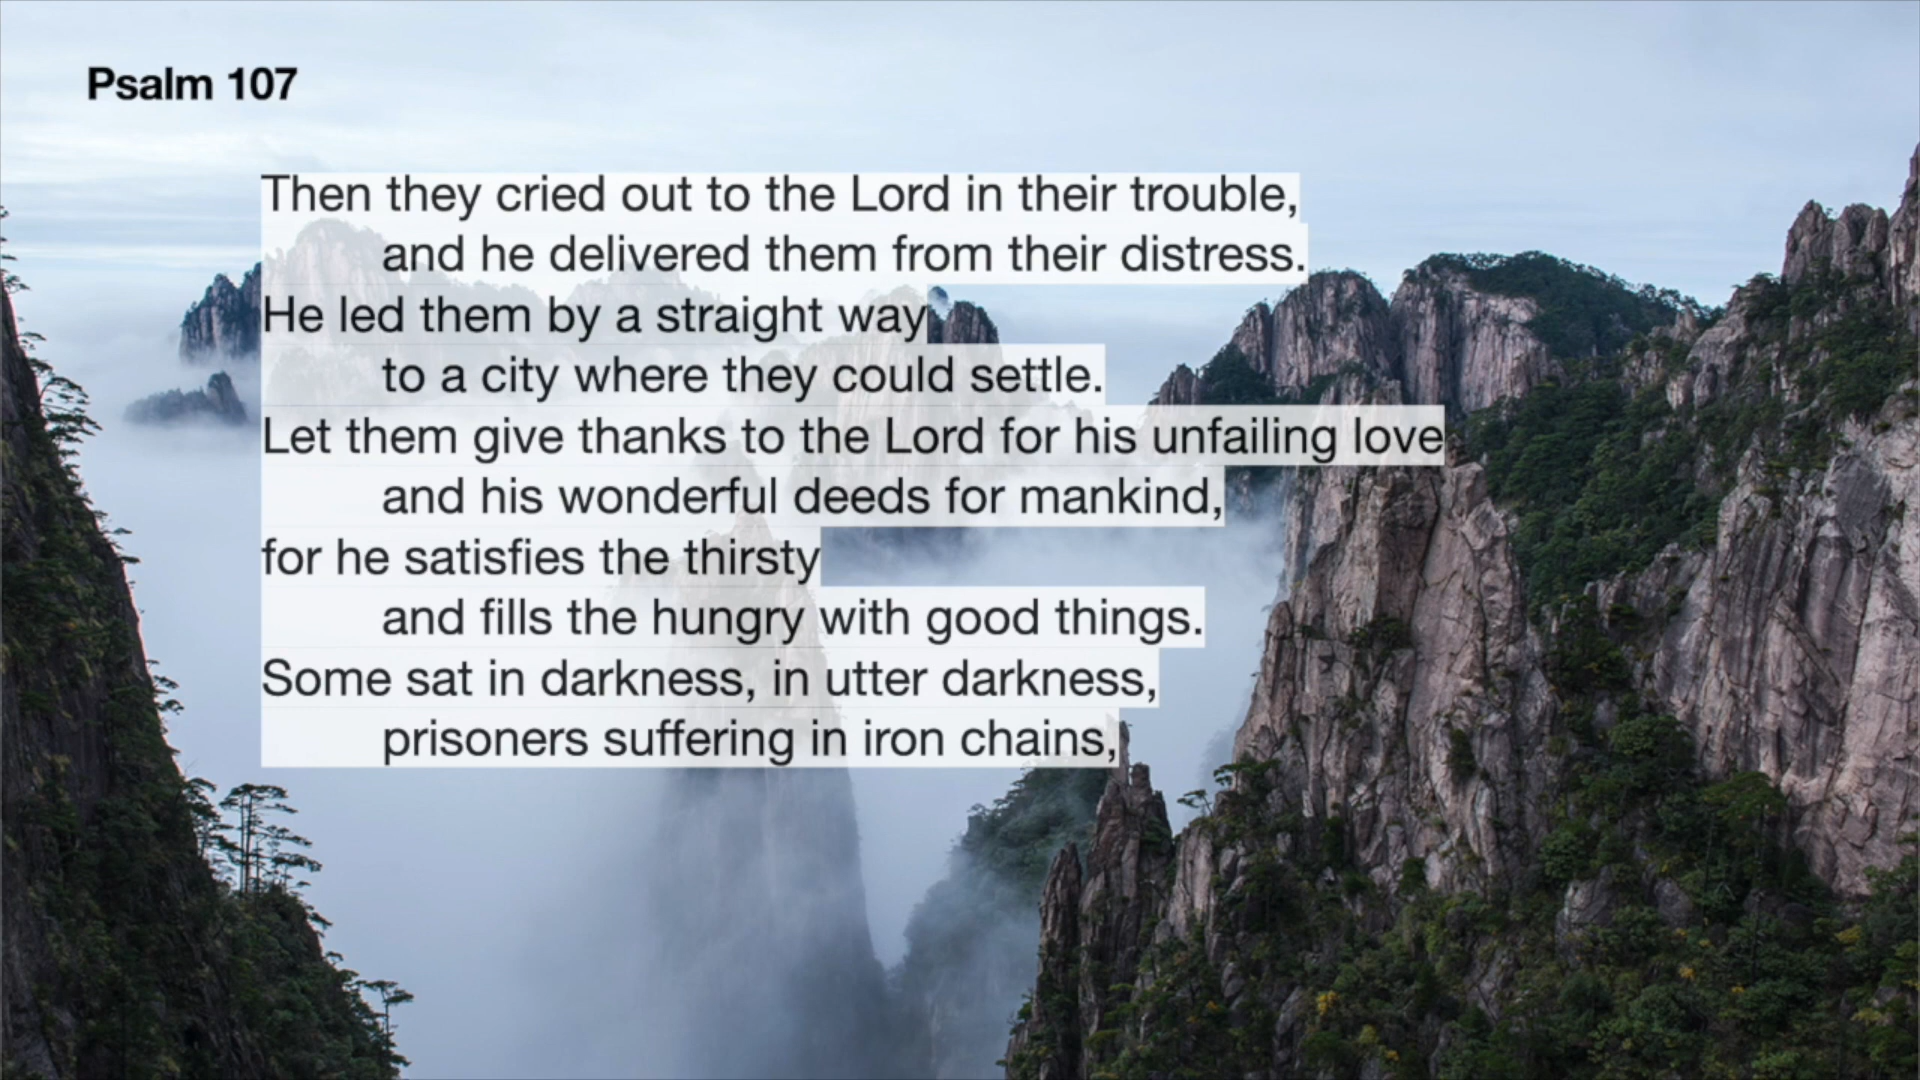 Psalm 107
Then they cried out to the Lord in their trouble,
and he delivered them from their distress.
He led them by a straight way
to a city where they could settle.
Let them give thanks to the Lord for his unfailing love
and his wonderful deeds for mankind,
for he satisfies the thirsty
and fills the hungry with good things.
Some sat in darkness, in utter darkness,
prisoners suffering in iron chains,